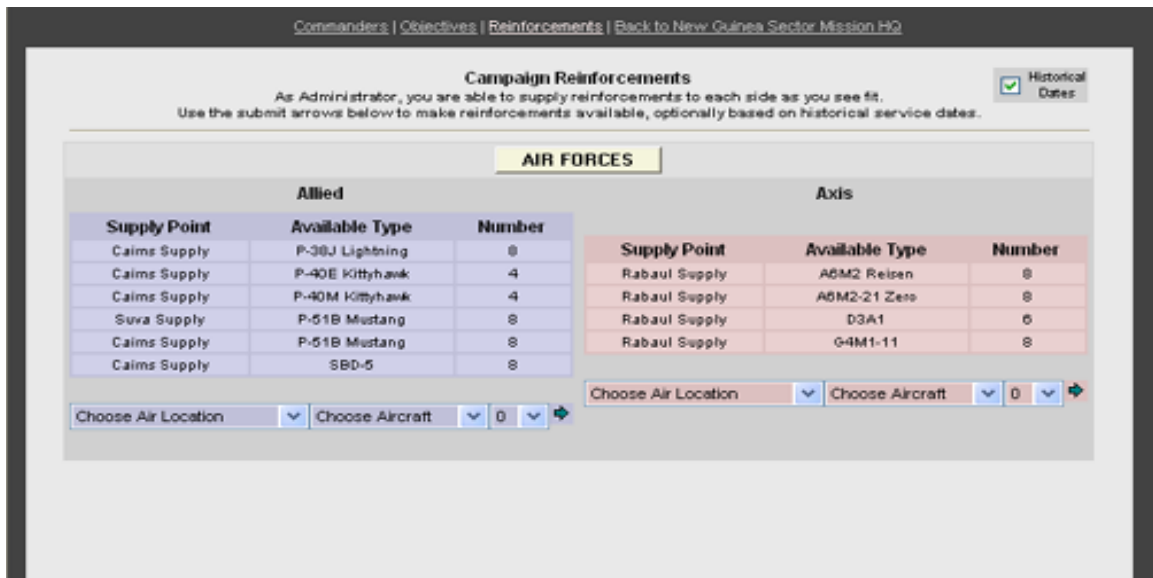 Commanders | Objectives | Reinforcements | Back to New Guinea Sector Mission HQ
Campaign Reinforcements
Historical Dates
As Administrator, you are able to supply reinforcements to each side as you see fit.
Use the submit arrows below to make reinforcements available, optionally based on historical service dates.
AIR FORCES
Allied
Supply Point Available Type Number
Cairns Supply P-38J Lightning 8
Cairns Supply P-40E Kittyhawk 4
Cairns Supply P-40M Kittyhawk 4
Suva Supply P-51B Mustang 8
Cairns Supply P-51B Mustang 8
Cairns Supply SBD-5 8
Choose Air Location Choose Aircraft 0
Axis
Supply Point Available Type Number
Rabaul Supply A6M2 Reisen 8
Rabaul Supply A6M2-21 Zero 8
Rabaul Supply D3A1 6
Rabaul Supply G4M1-11 8
Choose Air Location Choose Aircraft 0